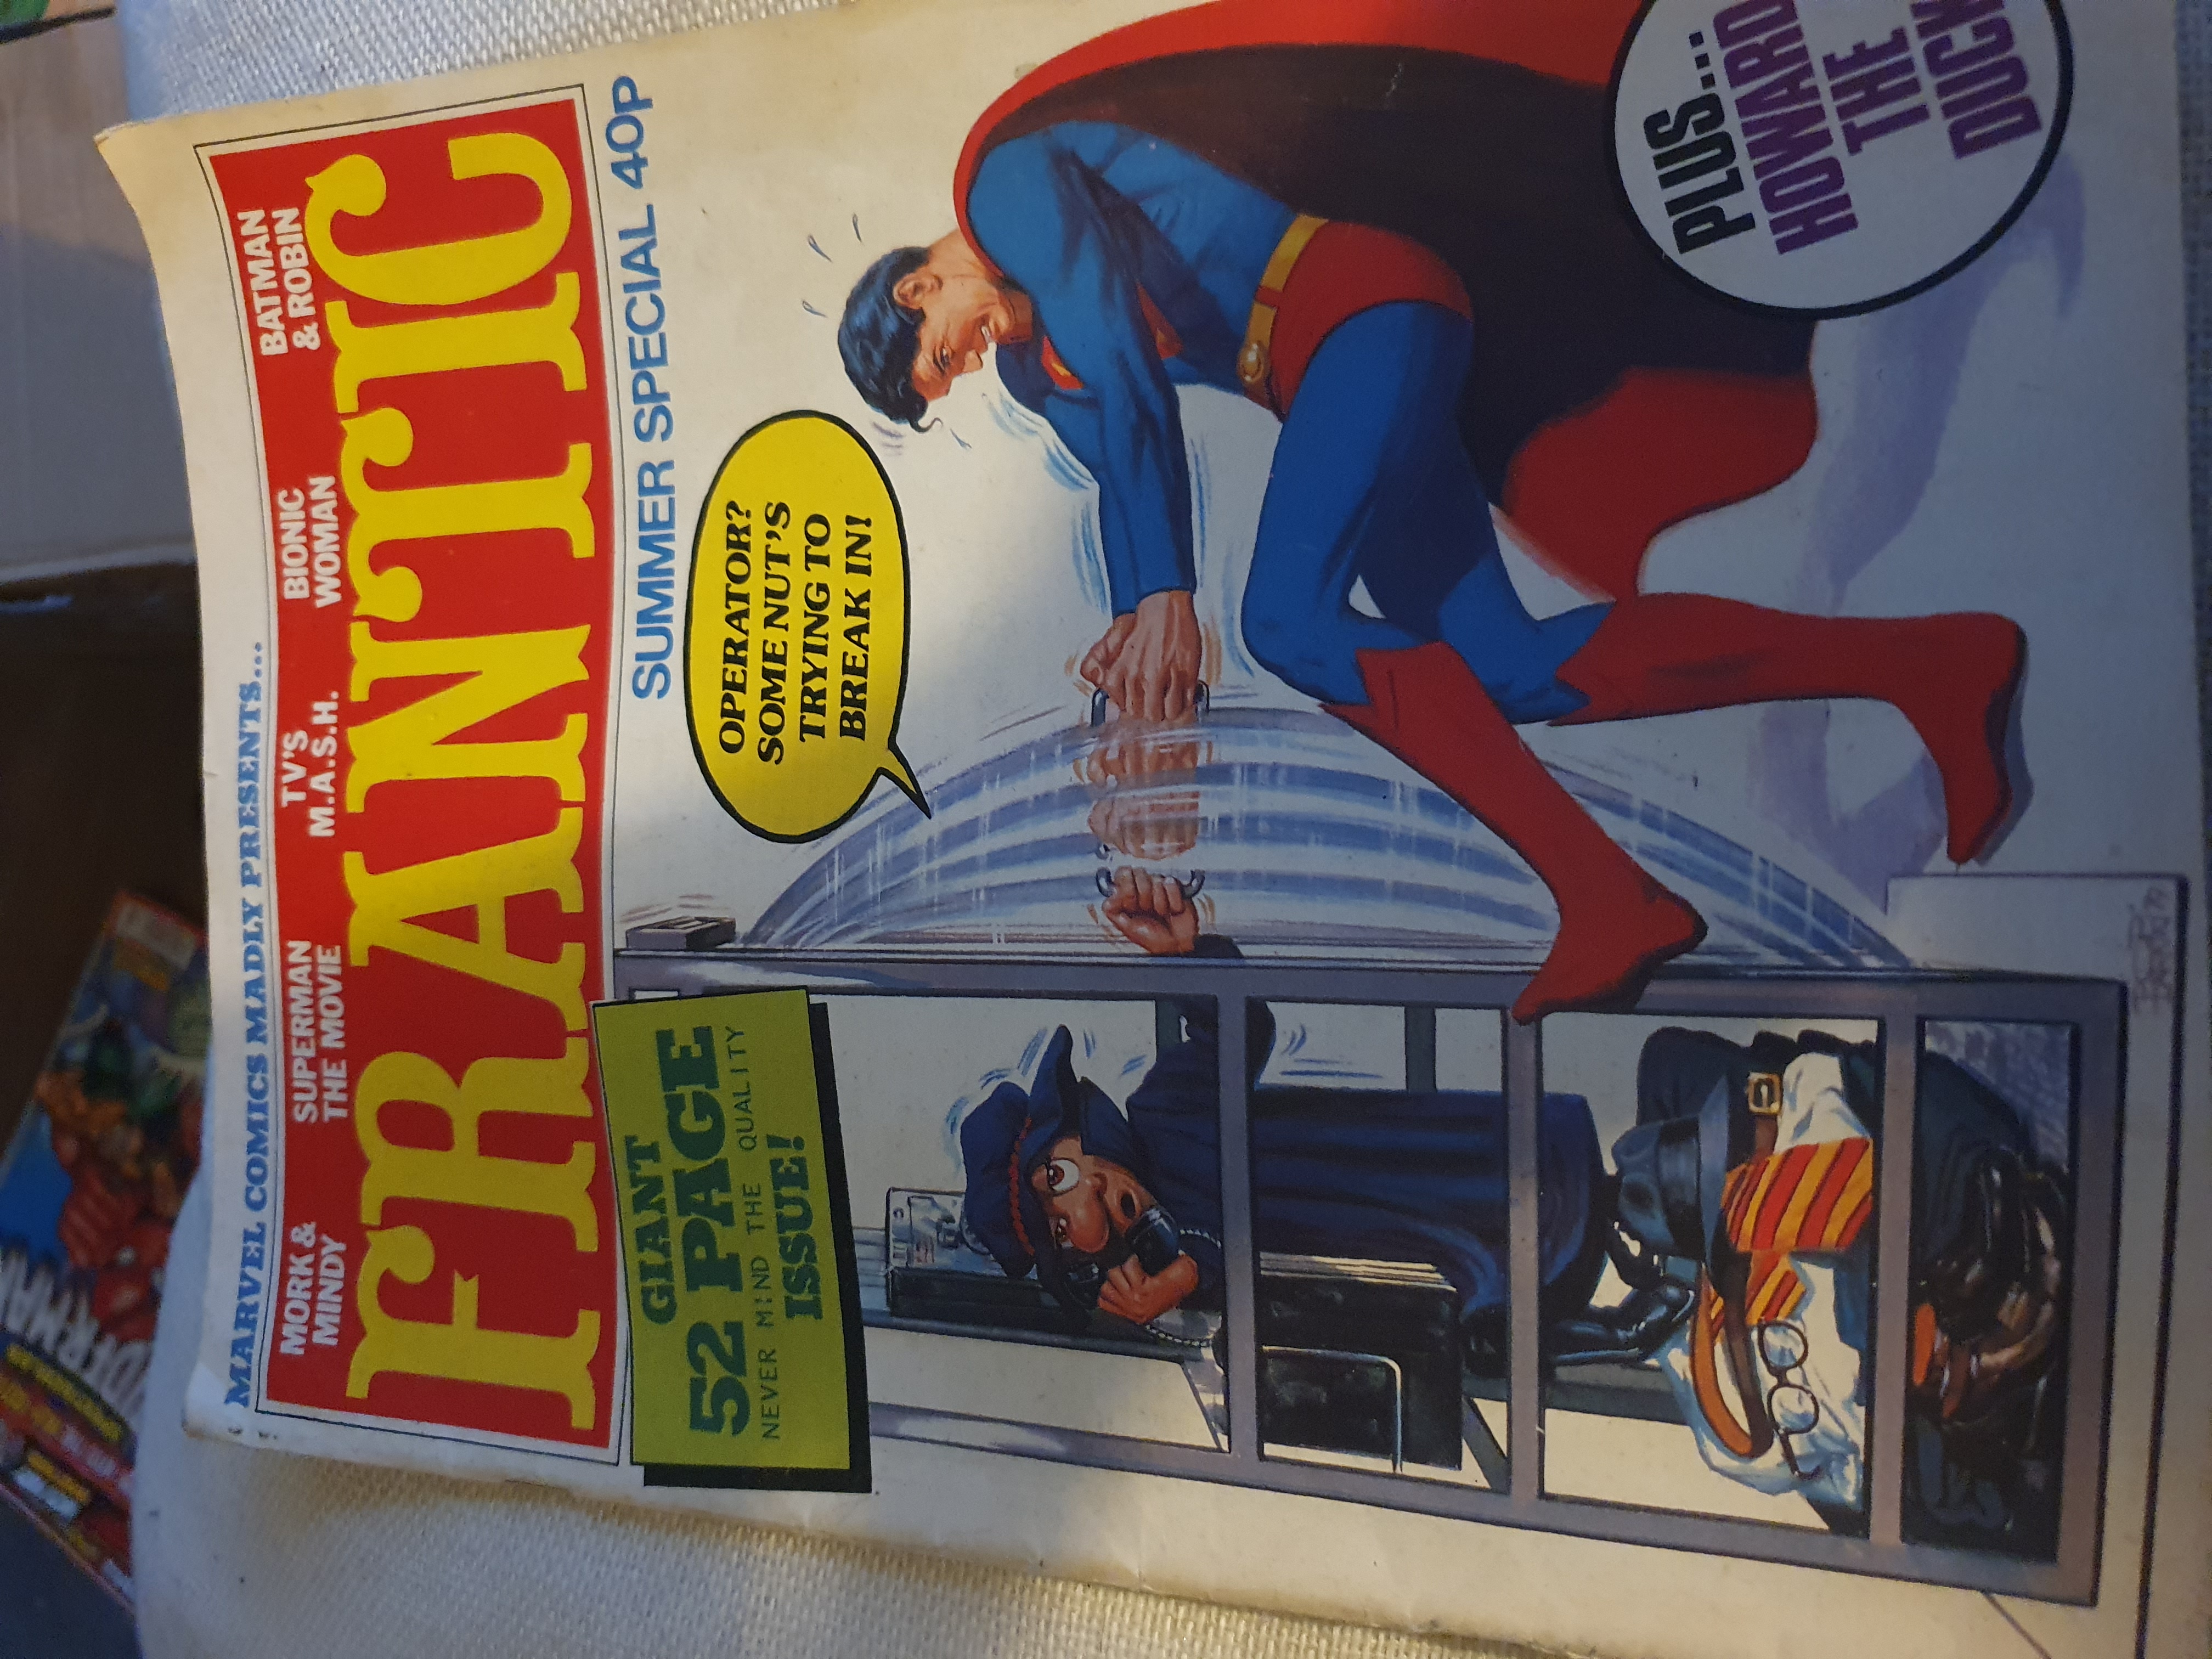 MARVEL COMICS MADLY PRESENTS...
MORK &
MINDY
SUPERMAN
THE MOVIE
TV'S
M.A.S.H.
BIONIC
WOMAN
BATMAN
& ROBIN
FRANTIC
SUMMER SPECIAL 40P
GIANT
52 PAGE
NEVER MIND THE QUALITY
ISSUE!
OPERATOR?
SOME NUT'S
TRYING TO
BREAK IN!
PLUS...
HOWARD
THE
DUCK